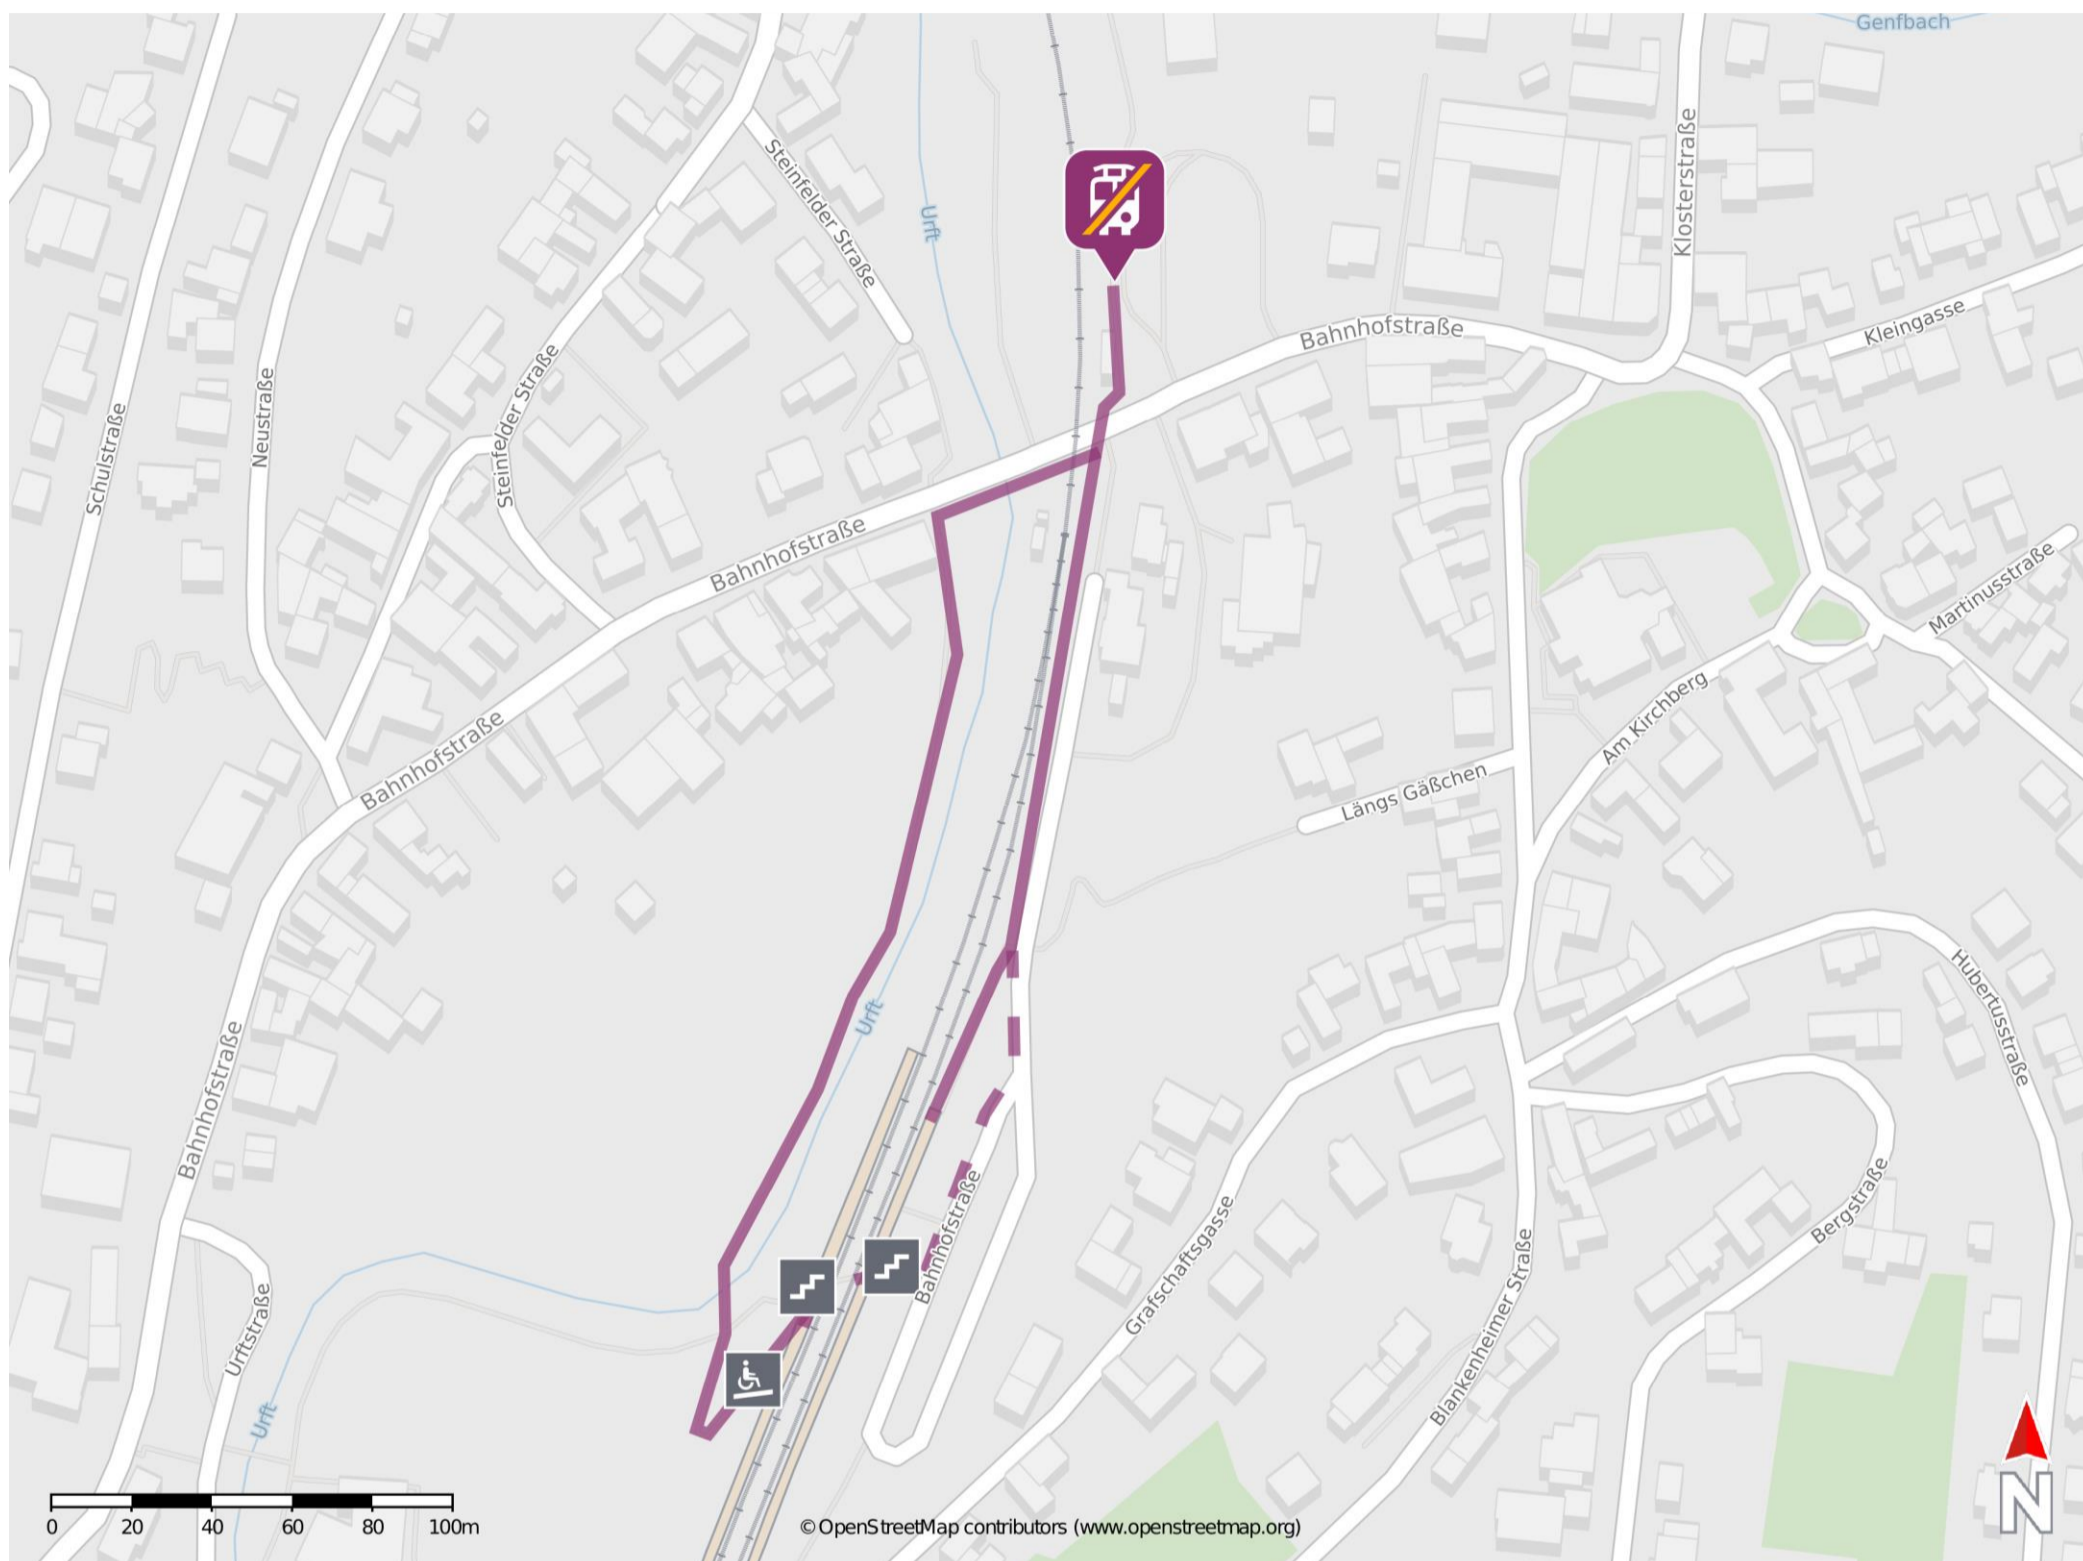 Genfbach
Steinfelder Straße
Urft
Klosterstraße
Bahnhofstraße
Kleingasse
Neustraße
Steinfelder Straße
Schulstraße
Bahnhofstraße
Martinusstraße
Am Kirchberg
Bahnhofstraße
Längs Gäßchen
Urft
Hubertusstraße
Bahnhofstraße
Bahnhofstraße
Grafschaftsgasse
Bergstraße
Blankenheimer Straße
Urftstraße
Urft
N
0 20 40 60 80 100m
© OpenStreetMap contributors (www.openstreetmap.org)